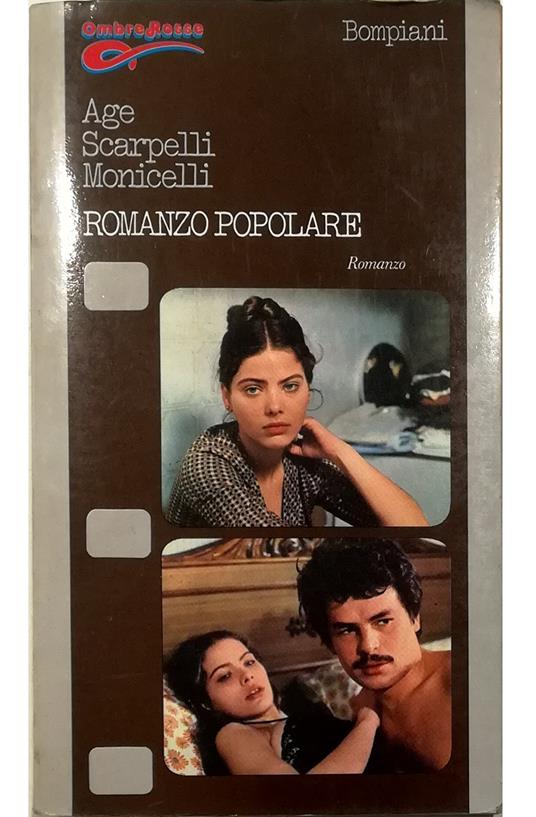 OmbreRosse
Bompiani
Age
Scarpelli
Monicelli
ROMANZO POPOLARE
Romanzo